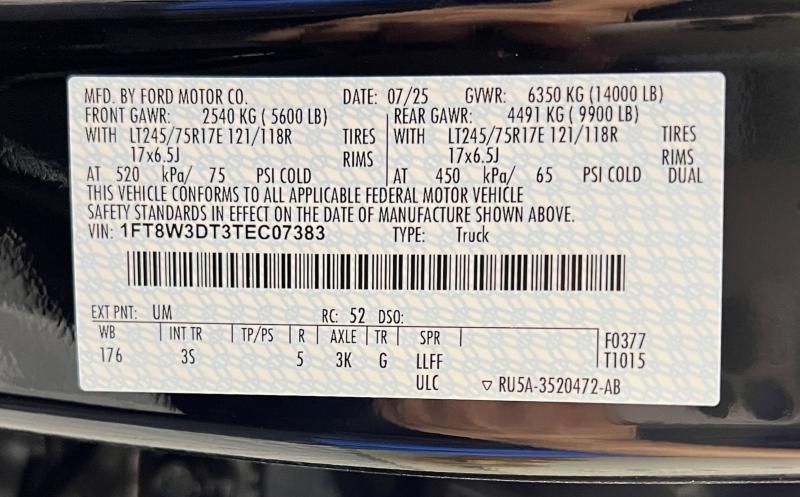 MFD. BY FORD MOTOR CO. DATE: 07/25 GVWR: 6350 KG (14000 LB)
FRONT GAWR: 2540 KG ( 5600 LB) REAR GAWR: 4491 KG ( 9900 LB)
WITH LT245/75R17E 121/118R TIRES WITH LT245/75R17E 121/118R TIRES
17x6.5J RIMS 17x6.5J RIMS
AT 520 kPa/ 75 PSI COLD AT 450 kPa/ 65 PSI COLD DUAL
THIS VEHICLE CONFORMS TO ALL APPLICABLE FEDERAL MOTOR VEHICLE
SAFETY STANDARDS IN EFFECT ON THE DATE OF MANUFACTURE SHOWN ABOVE.
VIN: 1FT8W3DT3TEC07383 TYPE: Truck
EXT PNT: UM RC: 52 DSO:
WB INT TR TP/PS R AXLE TR SPR F0377
176 3S 5 3K G LLFF T1015
ULC ▽ RU5A-3520472-AB